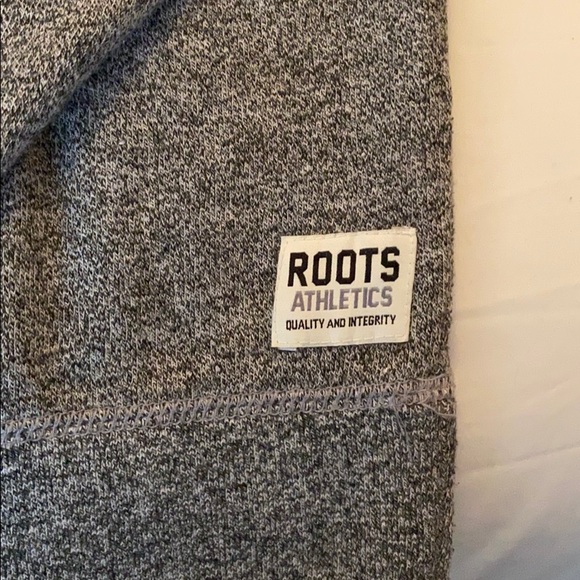 ROOTS
ATHLETICS
QUALITY AND INTEGRITY